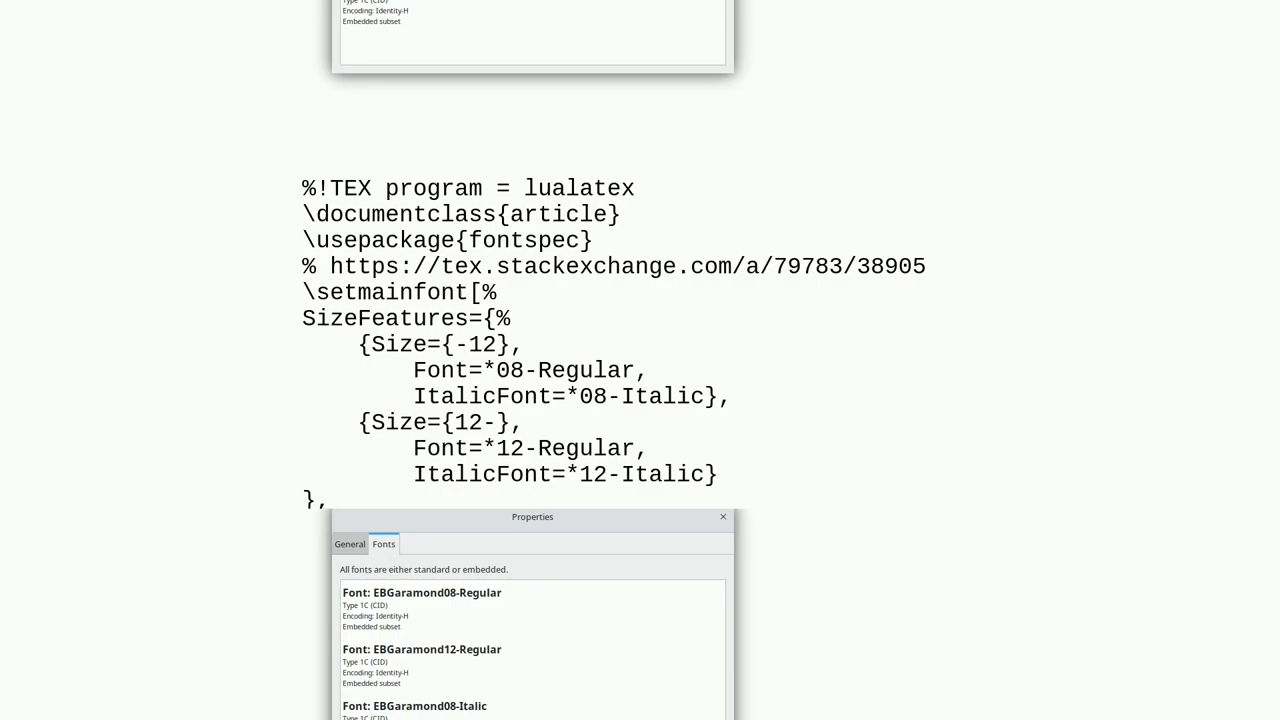 Type 1C (CID)
Encoding: Identity-H
Embedded subset
%!TEX program = lualatex
\documentclass{article}
\usepackage{fontspec}
% https://tex.stackexchange.com/a/79783/38905
\setmainfont[%
SizeFeatures={%
    {Size={-12},
        Font=*08-Regular,
        ItalicFont=*08-Italic},
    {Size={12-},
        Font=*12-Regular,
        ItalicFont=*12-Italic}
},
Properties ×
General Fonts
All fonts are either standard or embedded.
Font: EBGaramond08-Regular
Type 1C (CID)
Encoding: Identity-H
Embedded subset
Font: EBGaramond12-Regular
Type 1C (CID)
Encoding: Identity-H
Embedded subset
Font: EBGaramond08-Italic
Type 1C (CID)